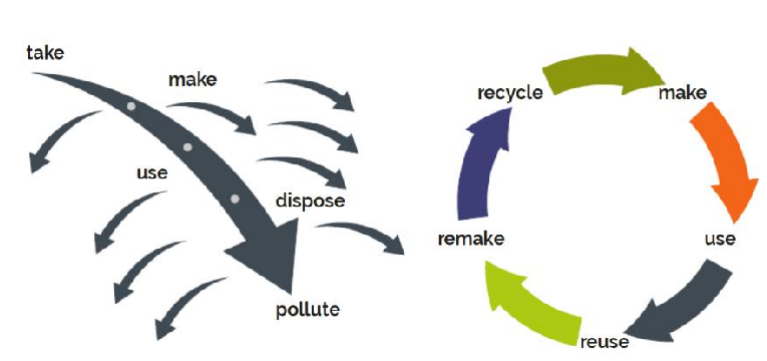 take
make
use
dispose
pollute
recycle
make
use
reuse
remake